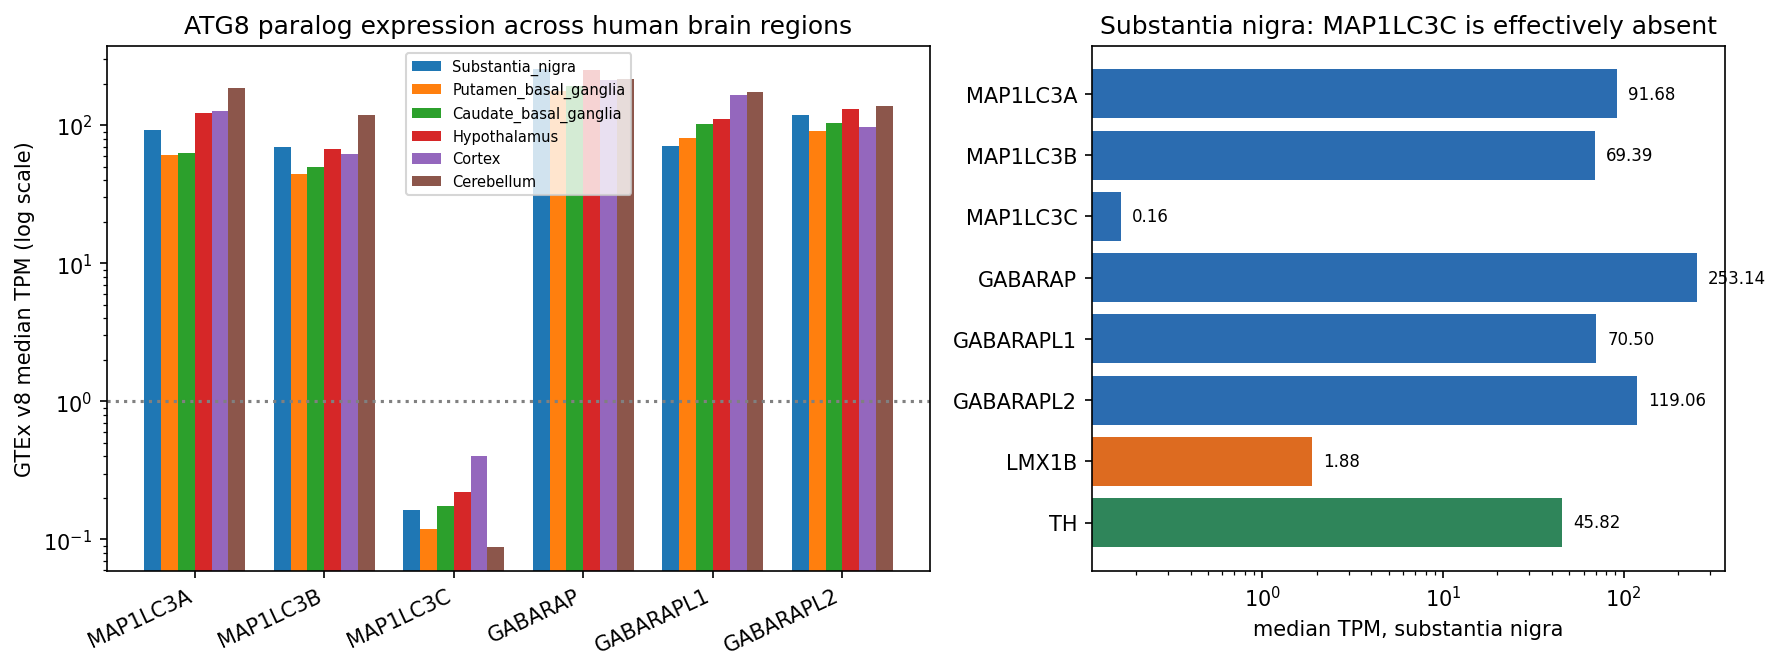 ATG8 paralog expression across human brain regions
GTEx v8 median TPM (log scale)
10²
10¹
10⁰
10⁻¹
Substantia_nigra
Putamen_basal_ganglia
Caudate_basal_ganglia
Hypothalamus
Cortex
Cerebellum
MAP1LC3A
MAP1LC3B
MAP1LC3C
GABARAP
GABARAPL1
GABARAPL2
Substantia nigra: MAP1LC3C is effectively absent
MAP1LC3A 91.68
MAP1LC3B 69.39
MAP1LC3C 0.16
GABARAP 253.14
GABARAPL1 70.50
GABARAPL2 119.06
LMX1B 1.88
TH 45.82
10⁰ 10¹ 10²
median TPM, substantia nigra